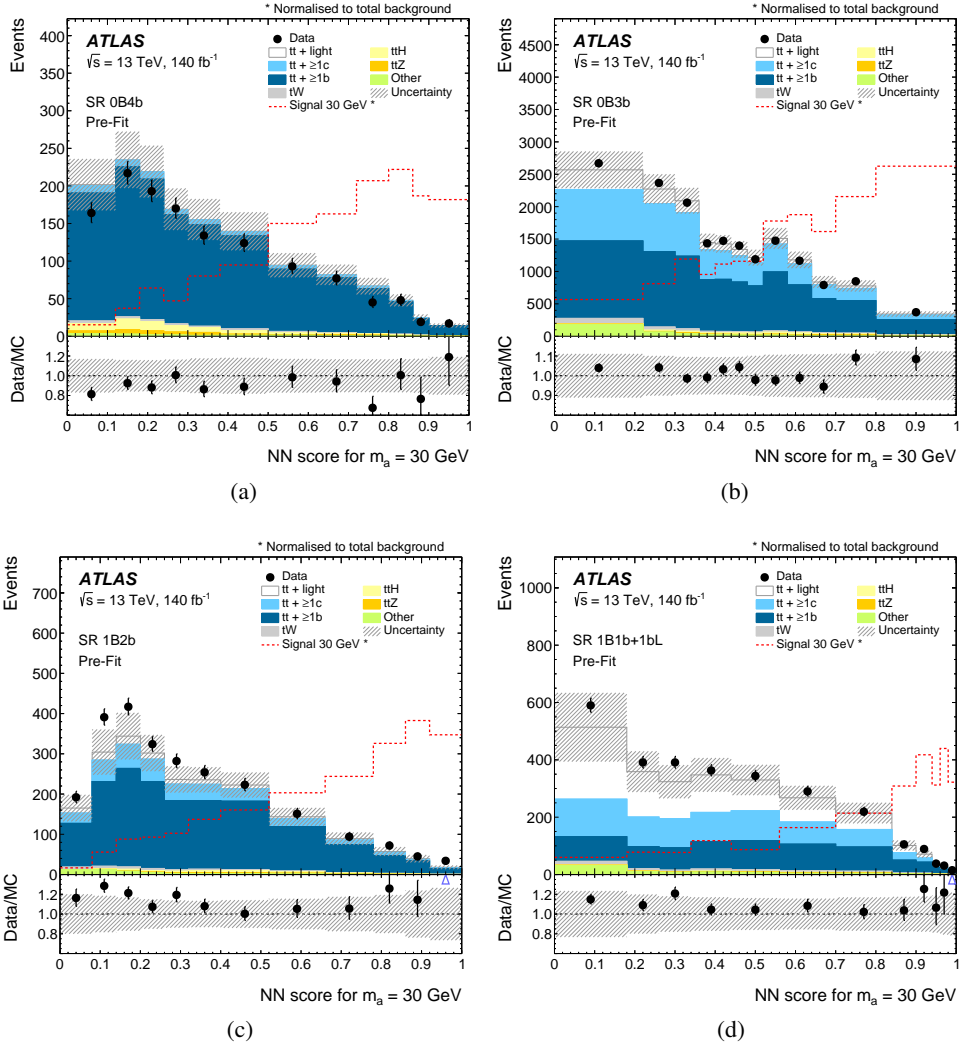 * Normalised to total background
Events
400
350
300
250
200
150
100
50
0
ATLAS
√s = 13 TeV, 140 fb-1
SR 0B4b
Pre-Fit
Data
tt + light
tt + ≥1c
tt + ≥1b
tW
Signal 30 GeV *
ttH
ttZ
Other
Uncertainty
Data/MC
1.2
1.0
0.8
0 0.1 0.2 0.3 0.4 0.5 0.6 0.7 0.8 0.9 1
NN score for ma = 30 GeV
(a)
* Normalised to total background
Events
4500
4000
3500
3000
2500
2000
1500
1000
500
0
ATLAS
√s = 13 TeV, 140 fb-1
SR 0B3b
Pre-Fit
Data
tt + light
tt + ≥1c
tt + ≥1b
tW
Signal 30 GeV *
ttH
ttZ
Other
Uncertainty
Data/MC
1.2
1.0
0.9
0 0.1 0.2 0.3 0.4 0.5 0.6 0.7 0.8 0.9 1
NN score for ma = 30 GeV
(b)
* Normalised to total background
Events
700
600
500
400
300
200
100
0
ATLAS
√s = 13 TeV, 140 fb-1
SR 1B2b
Pre-Fit
Data
tt + light
tt + ≥1c
tt + ≥1b
tW
Signal 30 GeV *
ttH
ttZ
Other
Uncertainty
Data/MC
1.2
1.0
0.8
0 0.1 0.2 0.3 0.4 0.5 0.6 0.7 0.8 0.9 1
NN score for ma = 30 GeV
(c)
* Normalised to total background
Events
1000
800
600
400
200
0
ATLAS
√s = 13 TeV, 140 fb-1
SR 1B1b+1bL
Pre-Fit
Data
tt + light
tt + ≥1c
tt + ≥1b
tW
Signal 30 GeV *
ttH
ttZ
Other
Uncertainty
Data/MC
1.2
1.0
0.8
0 0.1 0.2 0.3 0.4 0.5 0.6 0.7 0.8 0.9 1
NN score for ma = 30 GeV
(d)